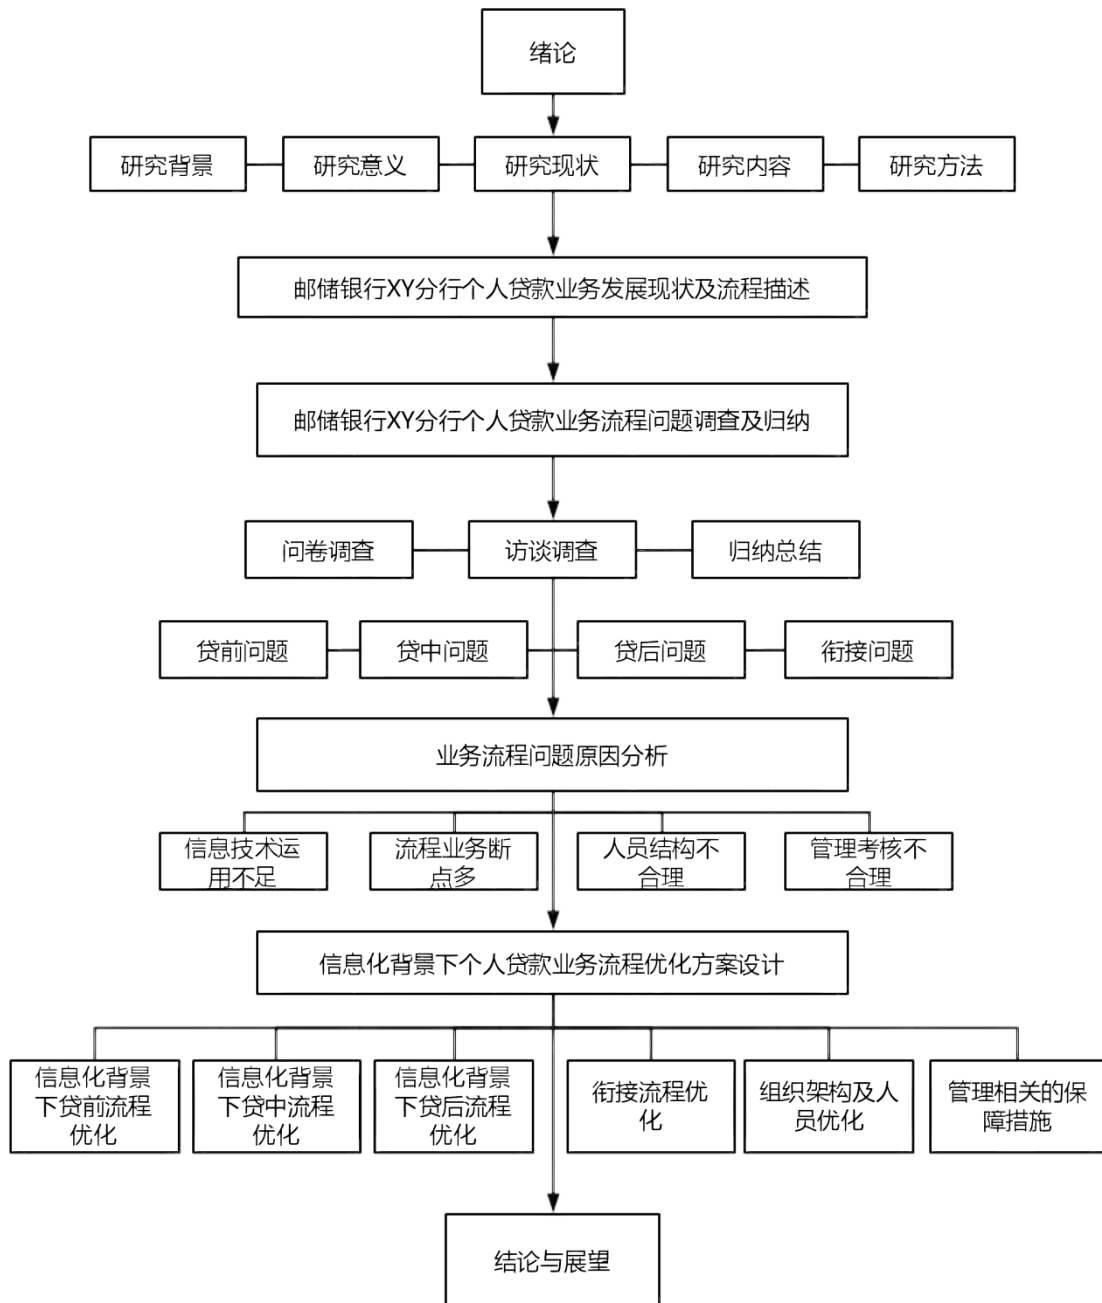 绪论
研究背景
研究意义
研究现状
研究内容
研究方法
邮储银行XY分行个人贷款业务发展现状及流程描述
邮储银行XY分行个人贷款业务流程问题调查及归纳
问卷调查
访谈调查
归纳总结
贷前问题
贷中问题
贷后问题
衔接问题
业务流程问题原因分析
信息技术运
用不足
流程业务断
点多
人员结构不
合理
管理考核不
合理
信息化背景下个人贷款业务流程优化方案设计
信息化背景
下贷前流程
优化
信息化背景
下贷中流程
优化
信息化背景
下贷后流程
优化
衔接流程优
化
组织架构及人
员优化
管理相关的保
障措施
结论与展望